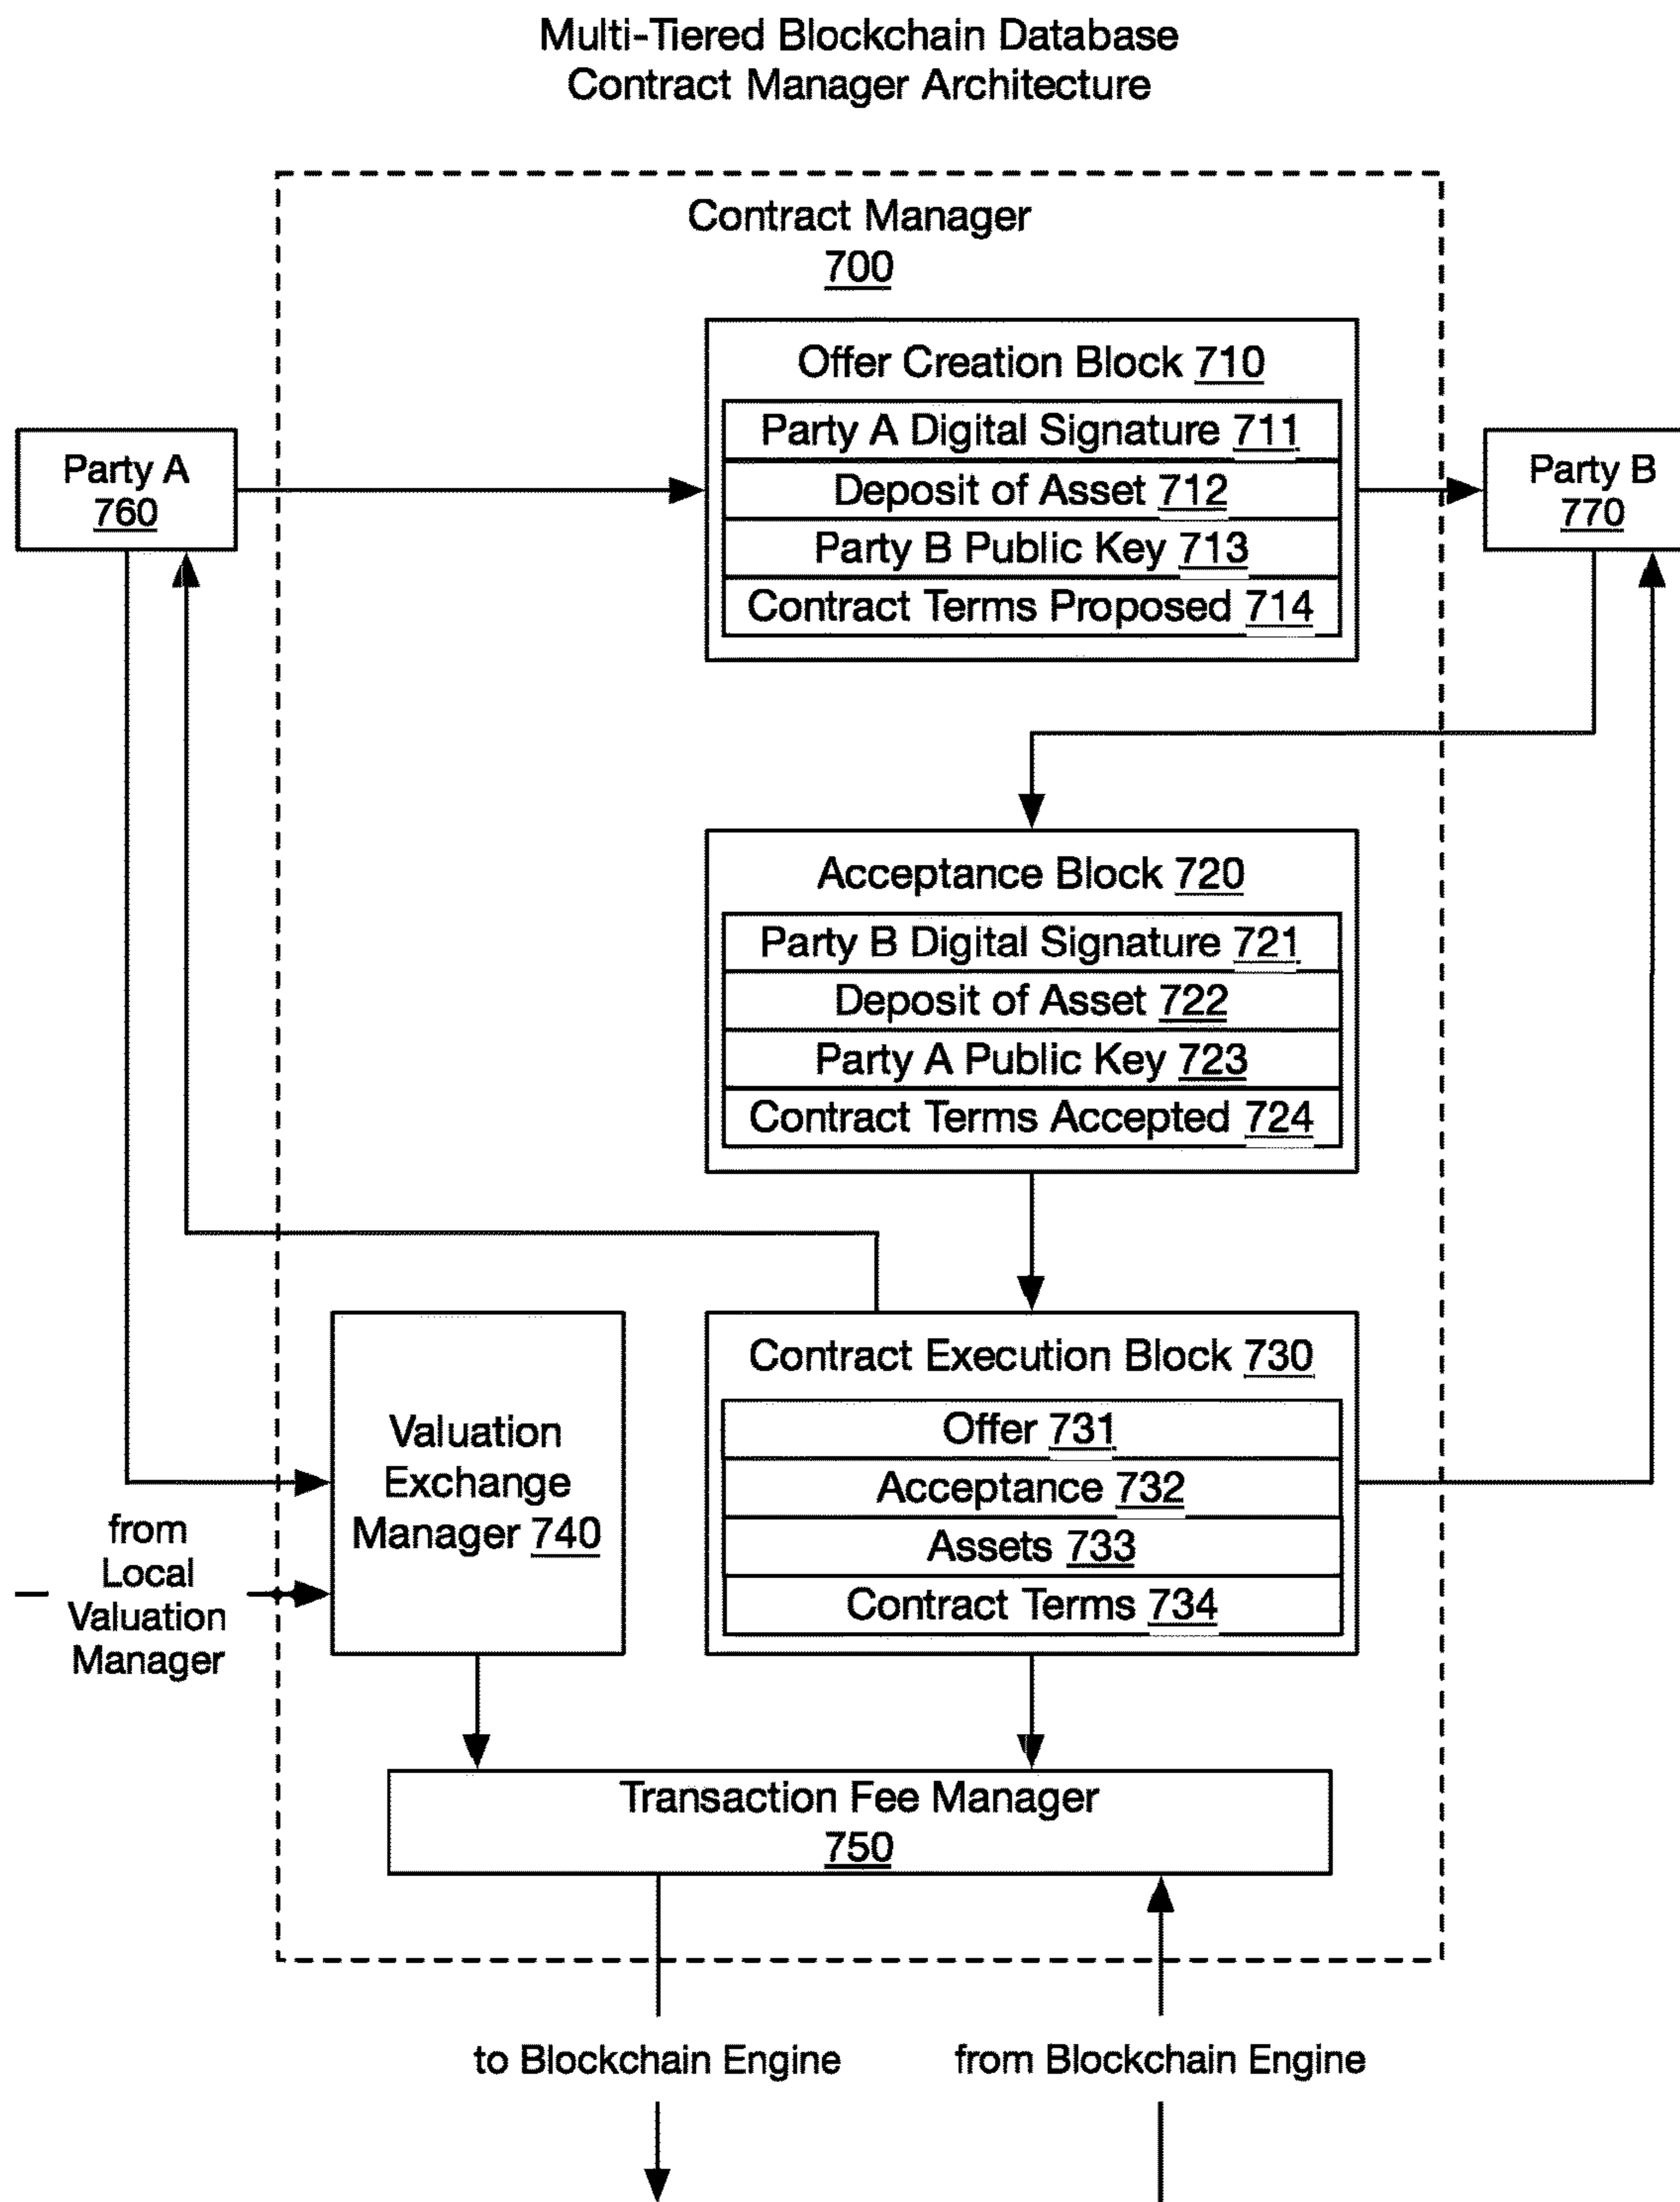 Multi-Tiered Blockchain Database
Contract Manager Architecture
Contract Manager
700
Offer Creation Block 710
Party A Digital Signature 711
Deposit of Asset 712
Party B Public Key 713
Contract Terms Proposed 714
Party A
760
Party B
770
Acceptance Block 720
Party B Digital Signature 721
Deposit of Asset 722
Party A Public Key 723
Contract Terms Accepted 724
Valuation
Exchange
Manager 740
Contract Execution Block 730
Offer 731
Acceptance 732
Assets 733
Contract Terms 734
from
Local
Valuation
Manager
Transaction Fee Manager
750
to Blockchain Engine
from Blockchain Engine